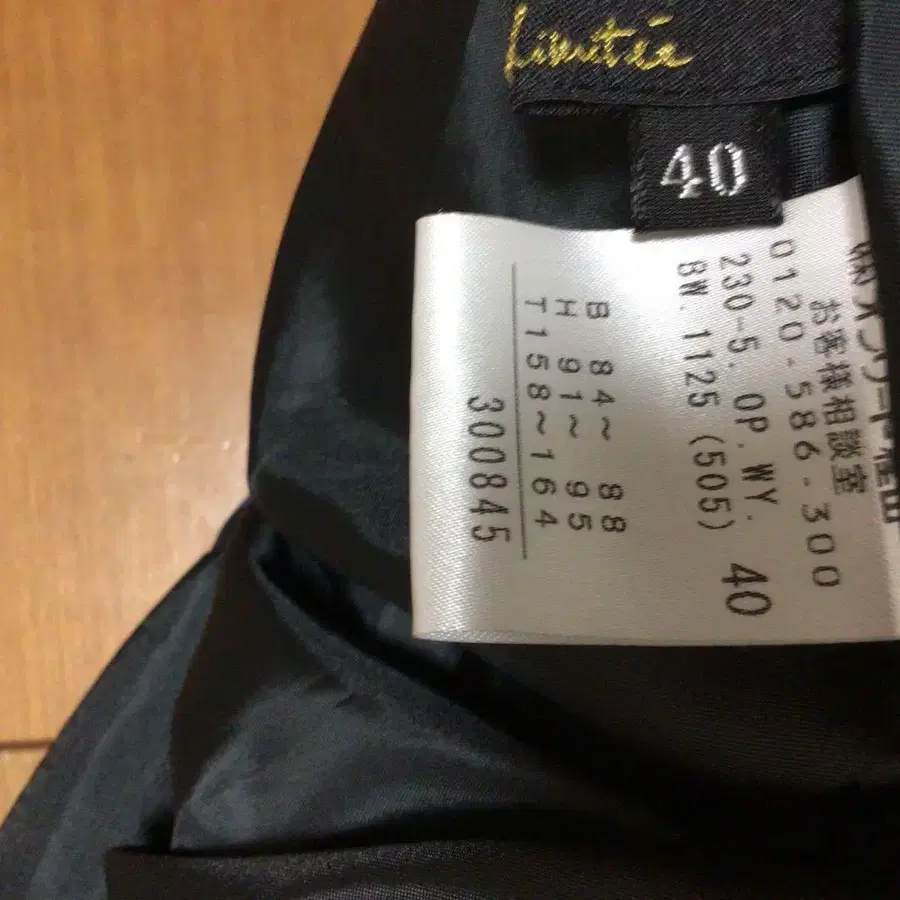 Limitée
40
お客様相談室
0120-586-300
230-5. OP. WY.
BW. 1125 (505) 40
B 84~ 88
H 91~ 95
T158~164
300845